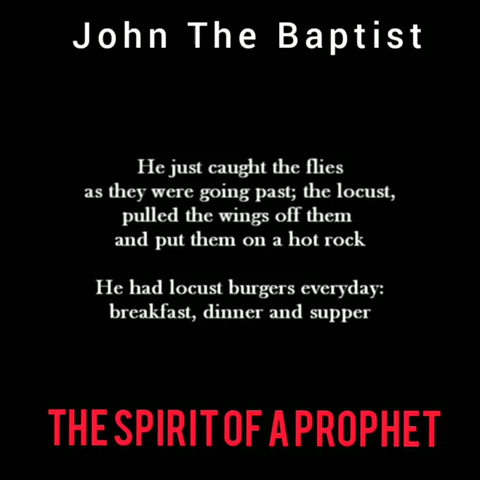 John The Baptist
He just caught the flies
as they were going past; the locust,
pulled the wings off them
and put them on a hot rock
He had locust burgers everyday:
breakfast, dinner and supper
THE SPIRIT OF A PROPHET